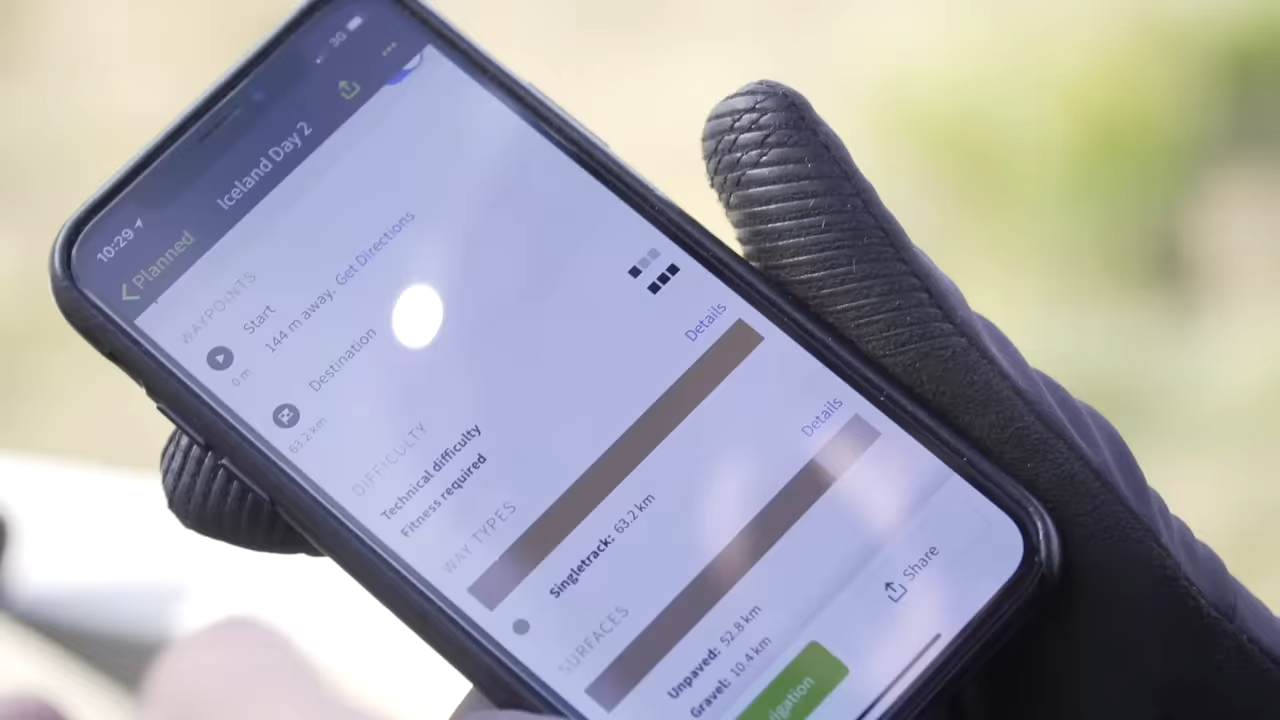 10:29
3G
Planned
Iceland Day 2
WAYPOINTS
Start
144 m away. Get Directions
0 m
Destination
63.2 km
DIFFICULTY
Technical difficulty
Fitness required
WAY TYPES
Details
Singletrack: 63.2 km
SURFACES
Details
Unpaved: 52.8 km
Gravel: 10.4 km
Share